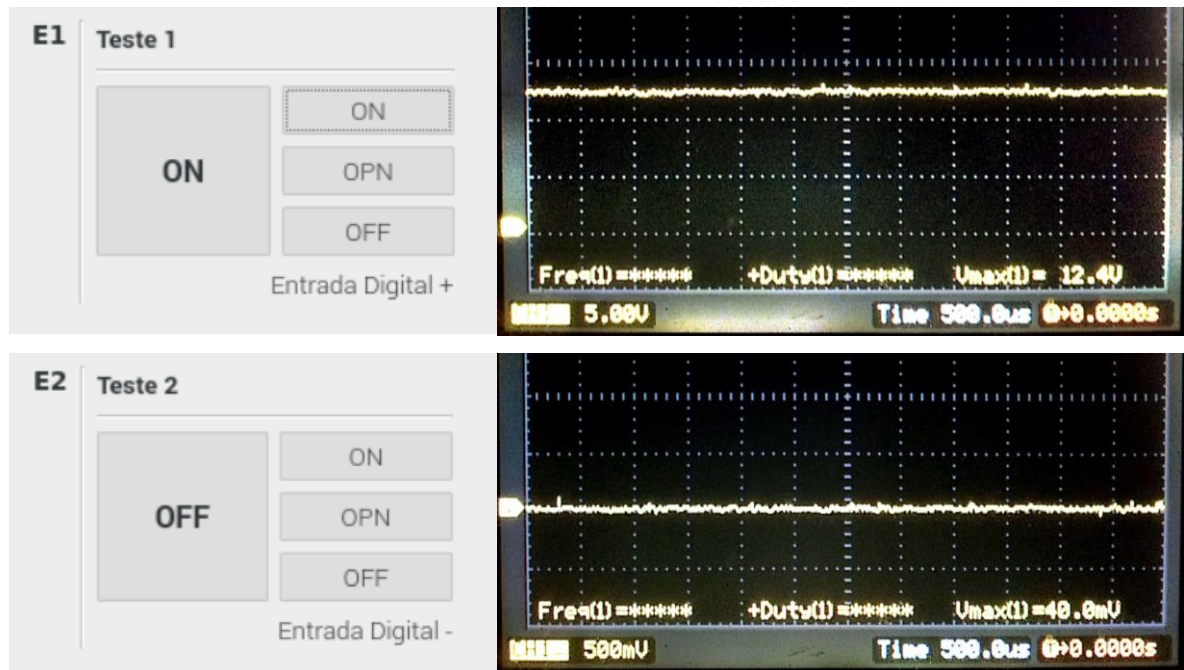 E1 Teste 1
ON
ON
OPN
OFF
Entrada Digital +
Freq(1)=***** +Duty(1)=***** Vmax(1)= 12.4V
5.00V Time 500.0us 0.0000s
E2 Teste 2
OFF
ON
OPN
OFF
Entrada Digital -
Freq(1)=***** +Duty(1)=***** Vmax(1)=40.0mV
500mV Time 500.0us 0.0000s